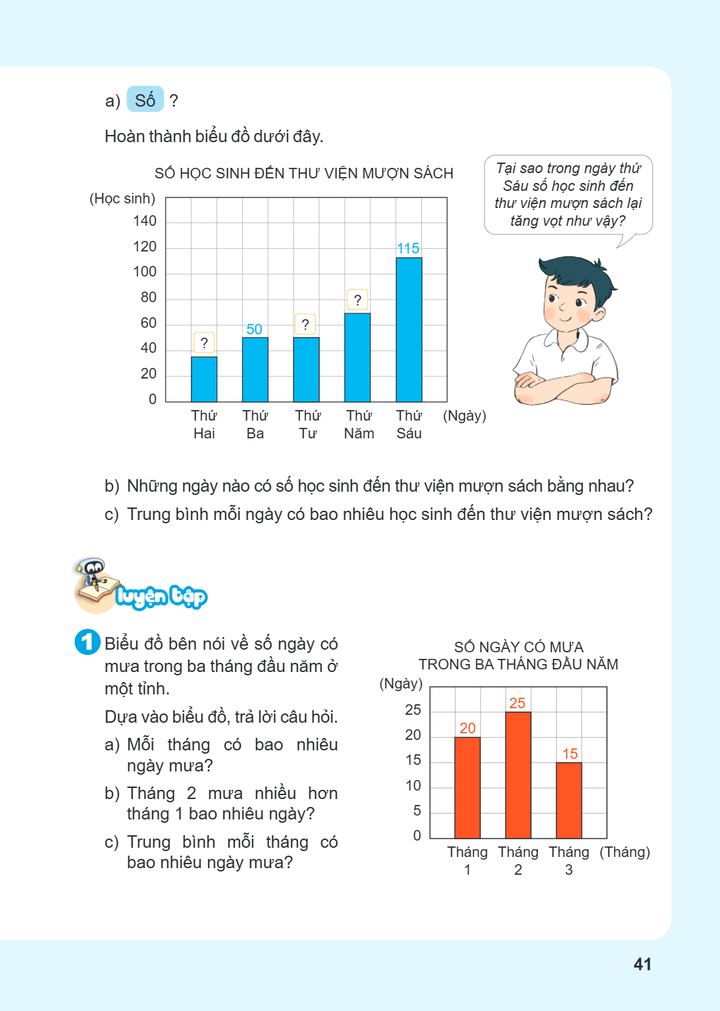 a) Số ?
Hoàn thành biểu đồ dưới đây.
SỐ HỌC SINH ĐẾN THƯ VIỆN MƯỢN SÁCH
(Học sinh)
140
120
100
80
60
40
20
0
?
50
?
?
115
Thứ Hai
Thứ Ba
Thứ Tư
Thứ Năm
Thứ Sáu
(Ngày)
Tại sao trong ngày thứ
Sáu số học sinh đến
thư viện mượn sách lại
tăng vọt như vậy?
b) Những ngày nào có số học sinh đến thư viện mượn sách bằng nhau?
c) Trung bình mỗi ngày có bao nhiêu học sinh đến thư viện mượn sách?
luyện tập
1 Biểu đồ bên nói về số ngày có
mưa trong ba tháng đầu năm ở
một tỉnh.
Dựa vào biểu đồ, trả lời câu hỏi.
a) Mỗi tháng có bao nhiêu
ngày mưa?
b) Tháng 2 mưa nhiều hơn
tháng 1 bao nhiêu ngày?
c) Trung bình mỗi tháng có
bao nhiêu ngày mưa?
SỐ NGÀY CÓ MƯA
TRONG BA THÁNG ĐẦU NĂM
(Ngày)
25
20
15
10
5
0
20
25
15
Tháng 1
Tháng 2
Tháng 3
(Tháng)
41